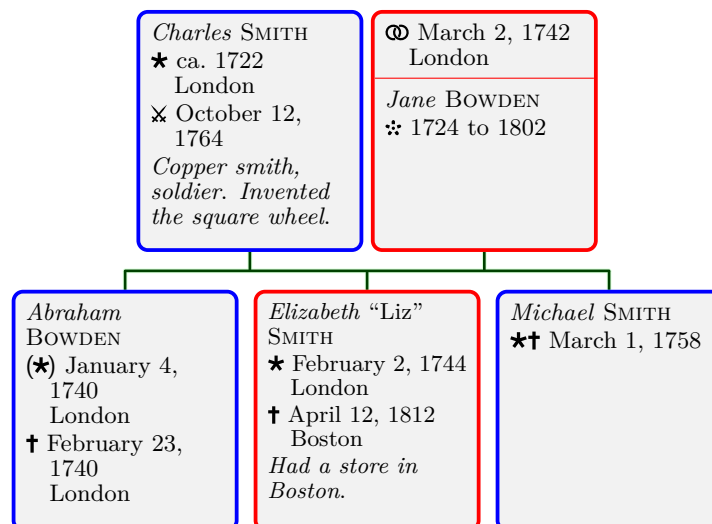 Charles SMITH
★ ca. 1722
London
⚔ October 12,
1764
Copper smith,
soldier. Invented
the square wheel.
⚭ March 2, 1742
London
Jane BOWDEN
⁘ 1724 to 1802
Abraham
BOWDEN
(★) January 4,
1740
London
✝ February 23,
1740
London
Elizabeth “Liz”
SMITH
★ February 2, 1744
London
✝ April 12, 1812
Boston
Had a store in
Boston.
Michael SMITH
★✝ March 1, 1758